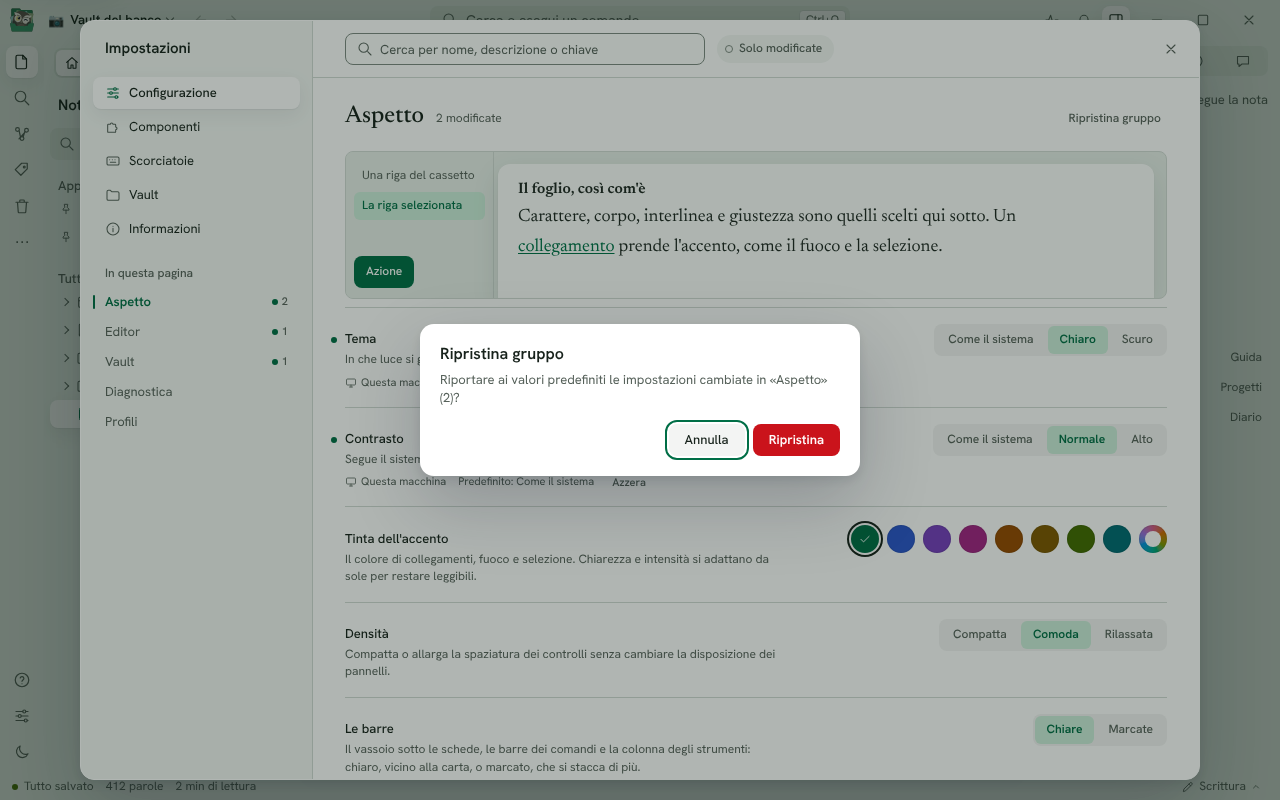 Vault del banco
Cerca o esegui un comando
Ctrl+O
Impostazioni
Cerca per nome, descrizione o chiave
Solo modificate
Configurazione
Componenti
Scorciatoie
Vault
Informazioni
In questa pagina
Aspetto 2
Editor 1
Vault 1
Diagnostica
Profili
Aspetto 2 modificate
Ripristina gruppo
Una riga del cassetto
La riga selezionata
Azione
Il foglio, così com'è
Carattere, corpo, interlinea e giustezza sono quelli scelti qui sotto. Un
collegamento prende l'accento, come il fuoco e la selezione.
Tema
In che luce si
Questa
Come il sistema Chiaro Scuro
Ripristina gruppo
Riportare ai valori predefiniti le impostazioni cambiate in «Aspetto»
(2)?
Annulla Ripristina
Contrasto
Segue il
Questa macchina Predefinito: Come il sistema Azzera
Come il sistema Normale Alto
Tinta dell'accento
Il colore di collegamenti, fuoco e selezione. Chiarezza e intensità si adattano da
sole per restare leggibili.
Densità
Compatta o allarga la spaziatura dei controlli senza cambiare la disposizione dei
pannelli.
Compatta Comoda Rilassata
Le barre
Il vassoio sotto le schede, le barre dei comandi e la colonna degli strumenti:
chiaro, vicino alla carta, o marcato, che si stacca di più.
Chiare Marcate
la nota
Guida
Progetti
Diario
Tutto salvato 412 parole 2 min di lettura
Scrittura